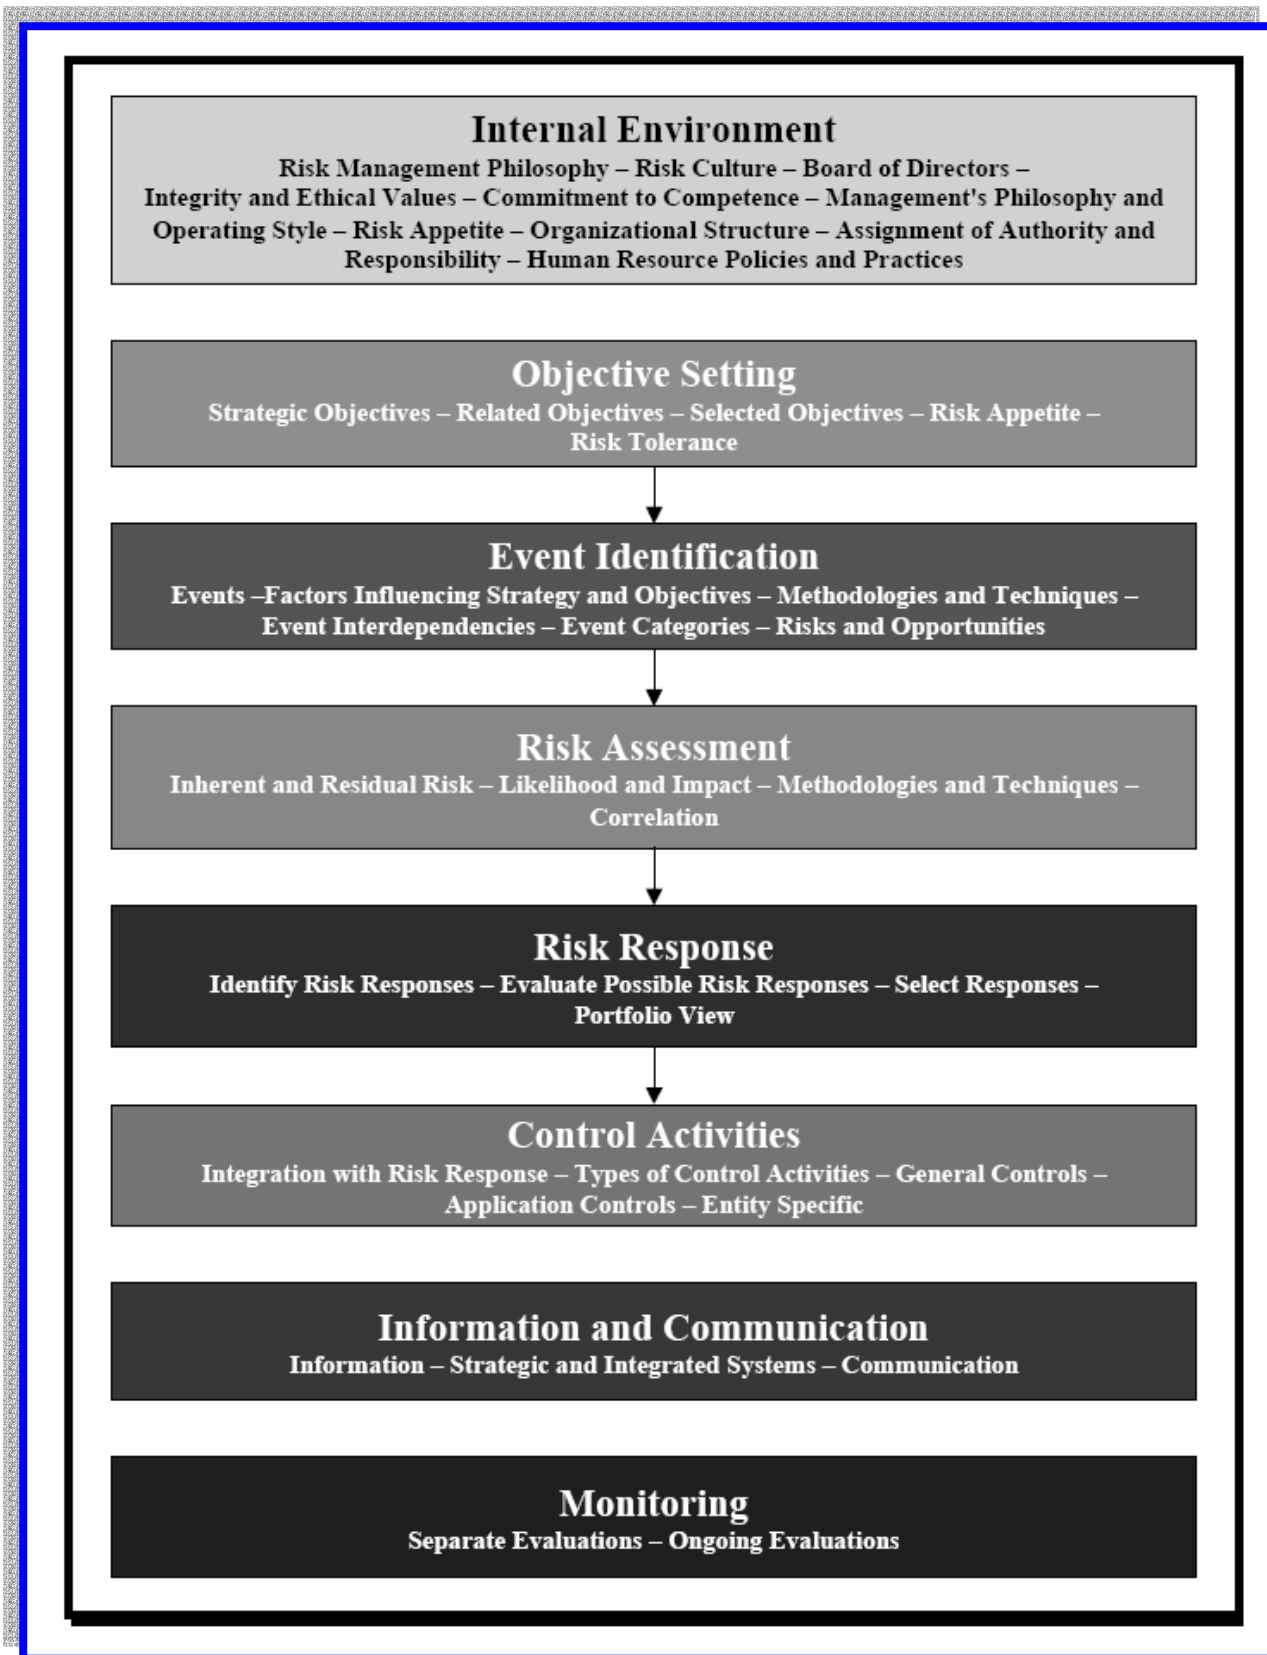 Internal Environment
Risk Management Philosophy – Risk Culture – Board of Directors –
Integrity and Ethical Values – Commitment to Competence – Management's Philosophy and
Operating Style – Risk Appetite – Organizational Structure – Assignment of Authority and
Responsibility – Human Resource Policies and Practices
Objective Setting
Strategic Objectives – Related Objectives – Selected Objectives – Risk Appetite –
Risk Tolerance
Event Identification
Events –Factors Influencing Strategy and Objectives – Methodologies and Techniques –
Event Interdependencies – Event Categories – Risks and Opportunities
Risk Assessment
Inherent and Residual Risk – Likelihood and Impact – Methodologies and Techniques –
Correlation
Risk Response
Identify Risk Responses – Evaluate Possible Risk Responses – Select Responses –
Portfolio View
Control Activities
Integration with Risk Response – Types of Control Activities – General Controls –
Application Controls – Entity Specific
Information and Communication
Information – Strategic and Integrated Systems – Communication
Monitoring
Separate Evaluations – Ongoing Evaluations